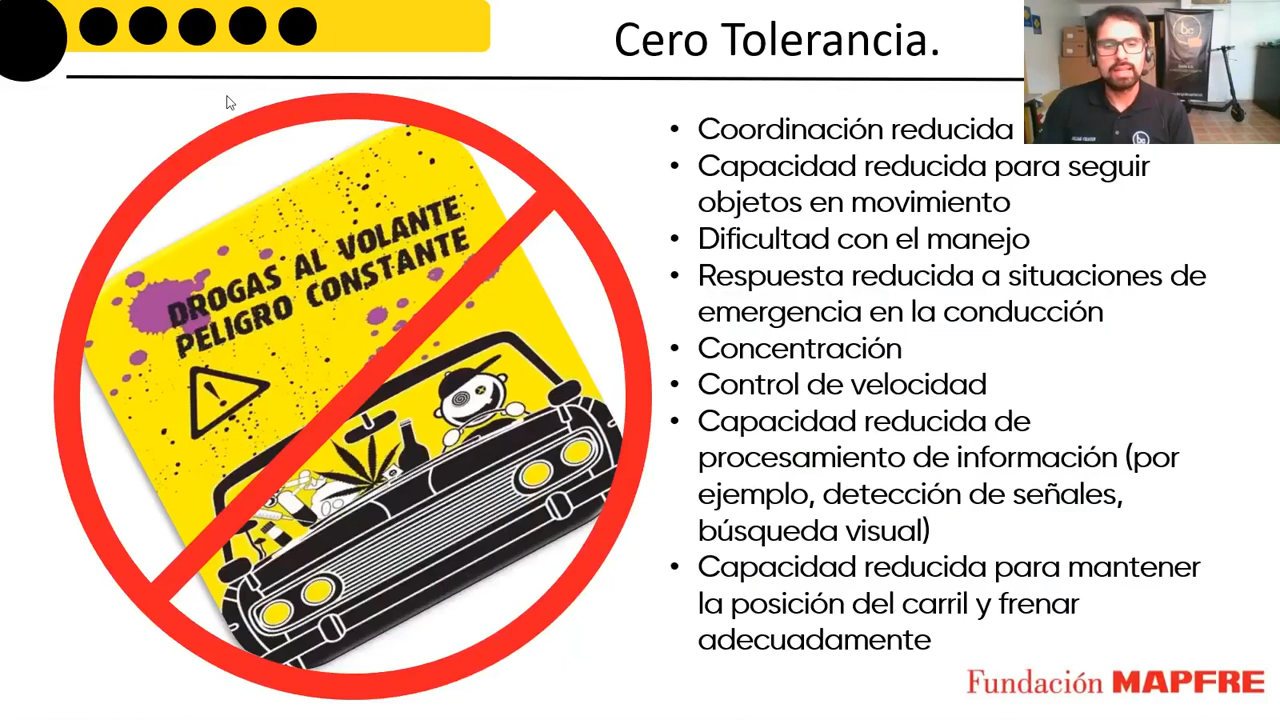 Cero Tolerancia.
DROGAS AL VOLANTE
PELIGRO CONSTANTE
• Coordinación reducida
• Capacidad reducida para seguir
objetos en movimiento
• Dificultad con el manejo
• Respuesta reducida a situaciones de
emergencia en la conducción
• Concentración
• Control de velocidad
• Capacidad reducida de
procesamiento de información (por
ejemplo, detección de señales,
búsqueda visual)
• Capacidad reducida para mantener
la posición del carril y frenar
adecuadamente
Fundación MAPFRE